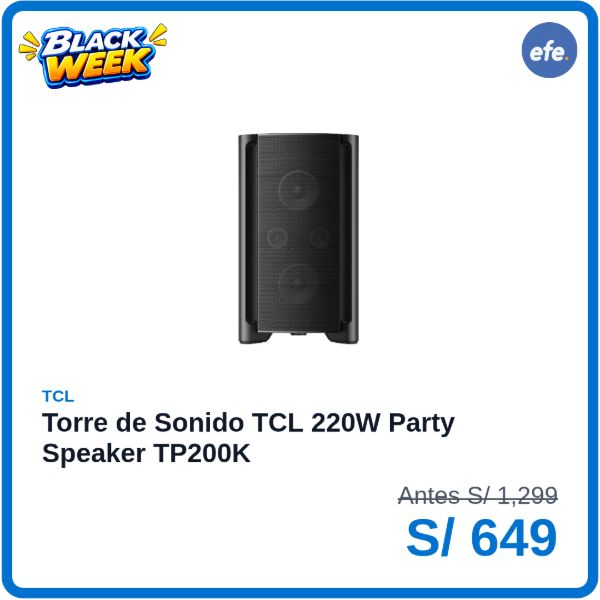 BLACK
WEEK
efe.
TCL
Torre de Sonido TCL 220W Party
Speaker TP200K
Antes S/ 1,299
S/ 649